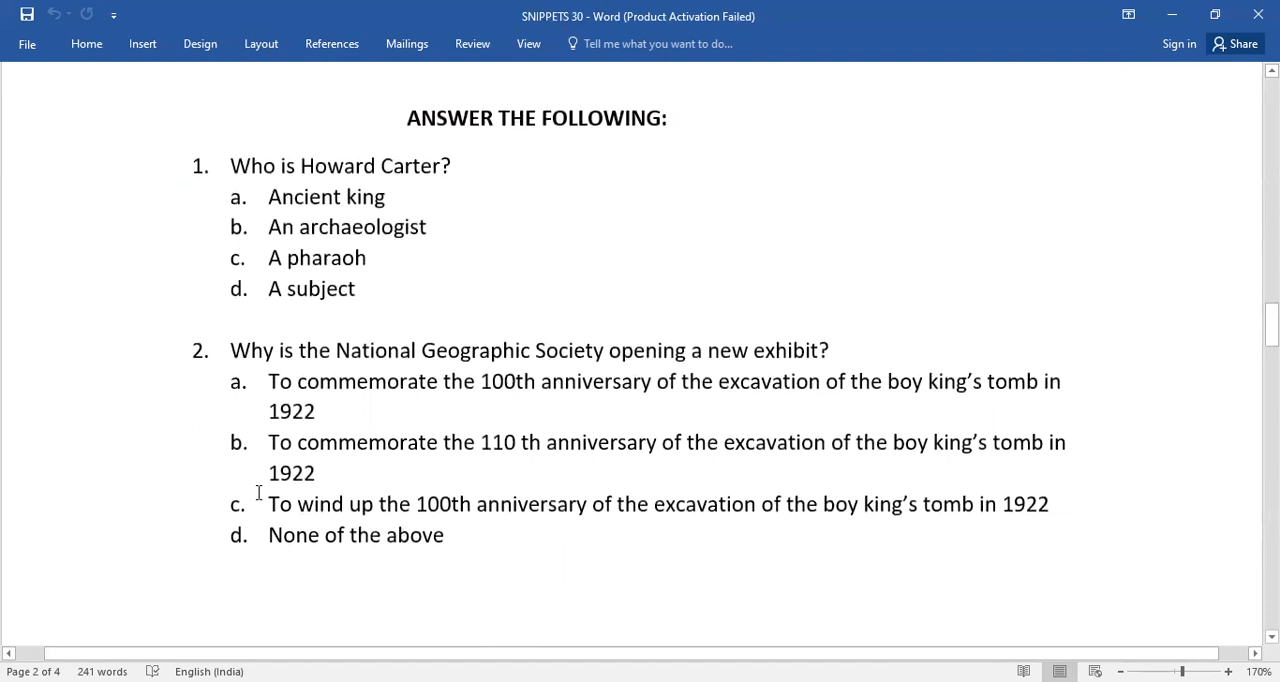 SNIPPETS 30 - Word (Product Activation Failed)
File Home Insert Design Layout References Mailings Review View Tell me what you want to do... Sign in Share
ANSWER THE FOLLOWING:
1. Who is Howard Carter?
a. Ancient king
b. An archaeologist
c. A pharaoh
d. A subject
2. Why is the National Geographic Society opening a new exhibit?
a. To commemorate the 100th anniversary of the excavation of the boy king’s tomb in
1922
b. To commemorate the 110 th anniversary of the excavation of the boy king’s tomb in
1922
c. To wind up the 100th anniversary of the excavation of the boy king’s tomb in 1922
d. None of the above
Page 2 of 4 241 words English (India) 170%